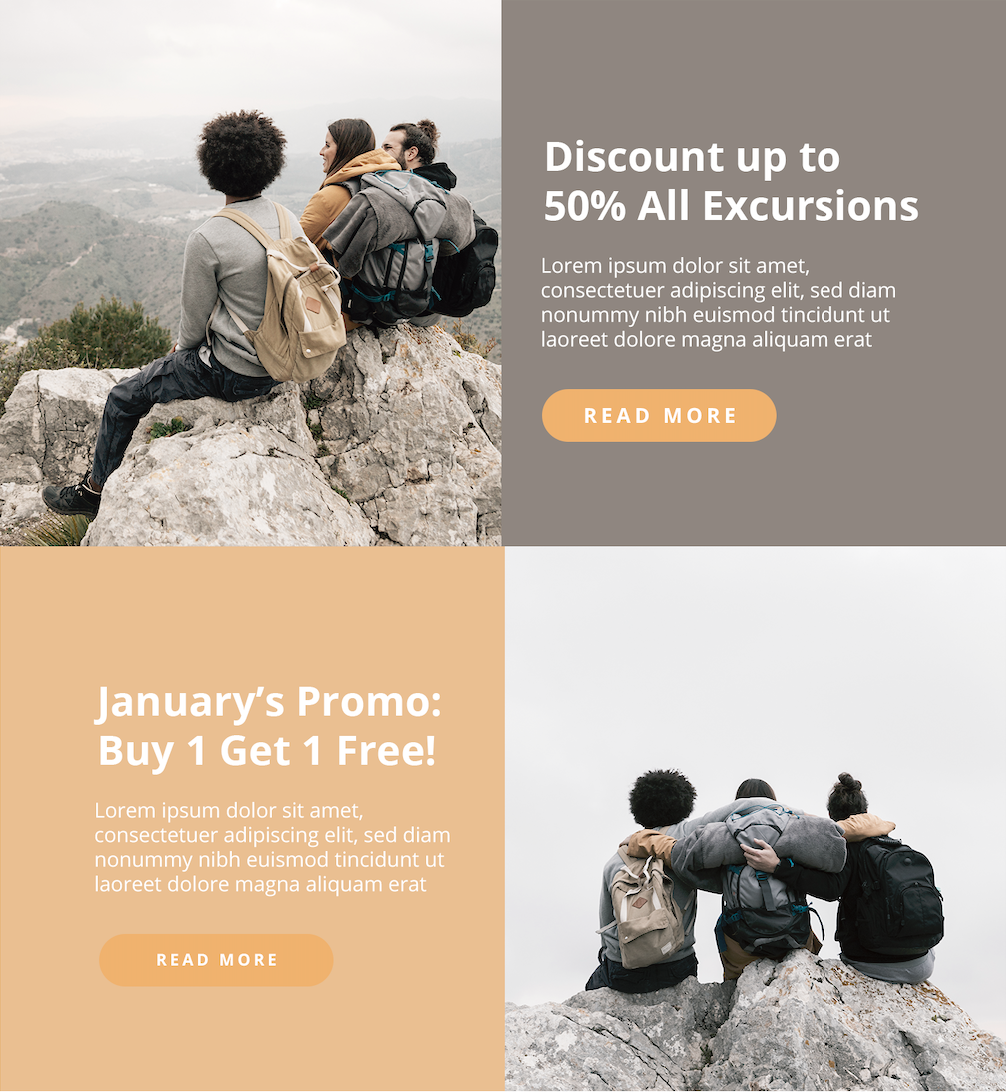 Discount up to
50% All Excursions
Lorem ipsum dolor sit amet,
consectetuer adipiscing elit, sed diam
nonummy nibh euismod tincidunt ut
laoreet dolore magna aliquam erat
READ MORE
January’s Promo:
Buy 1 Get 1 Free!
Lorem ipsum dolor sit amet,
consectetuer adipiscing elit, sed diam
nonummy nibh euismod tincidunt ut
laoreet dolore magna aliquam erat
READ MORE